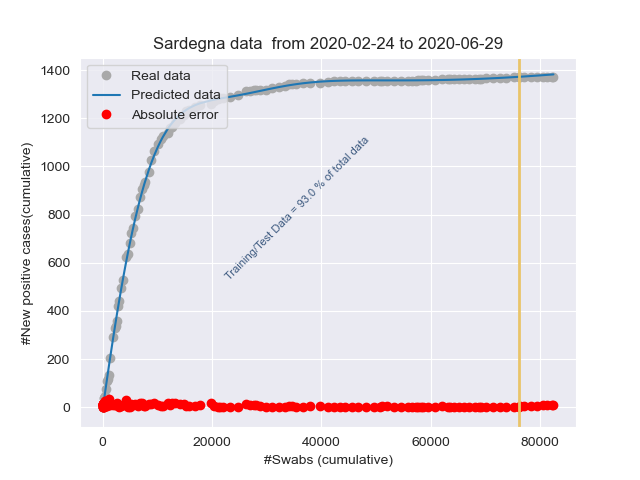 Sardegna data  from 2020-02-24 to 2020-06-29
Real data
Predicted data
Absolute error
Training/Test Data = 93.0 % of total data
#New positive cases(cumulative)
1400
1200
1000
800
600
400
200
0
0 20000 40000 60000 80000
#Swabs (cumulative)